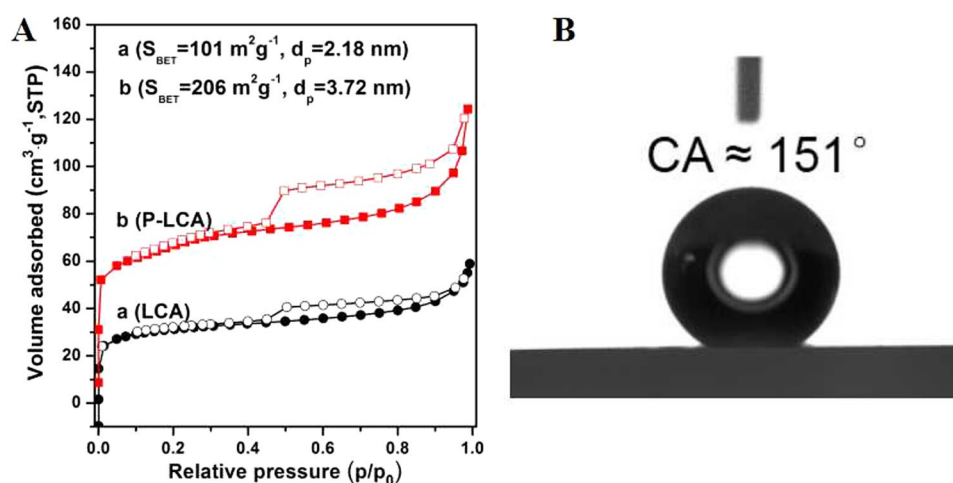 A
B
160
140
120
100
80
60
40
20
0
Volume adsorbed (cm³·g⁻¹,STP)
a (S_BET=101 m²g⁻¹, d_p=2.18 nm)
b (S_BET=206 m²g⁻¹, d_p=3.72 nm)
b (P-LCA)
a (LCA)
0.0 0.2 0.4 0.6 0.8 1.0
Relative pressure (p/p₀)
CA ≈ 151°